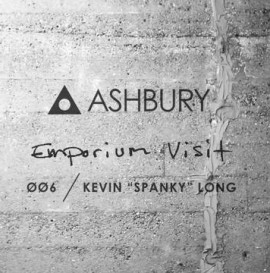 ASHBURY
Emporium Visit
ØØ6 / KEVIN "SPANKY" LONG